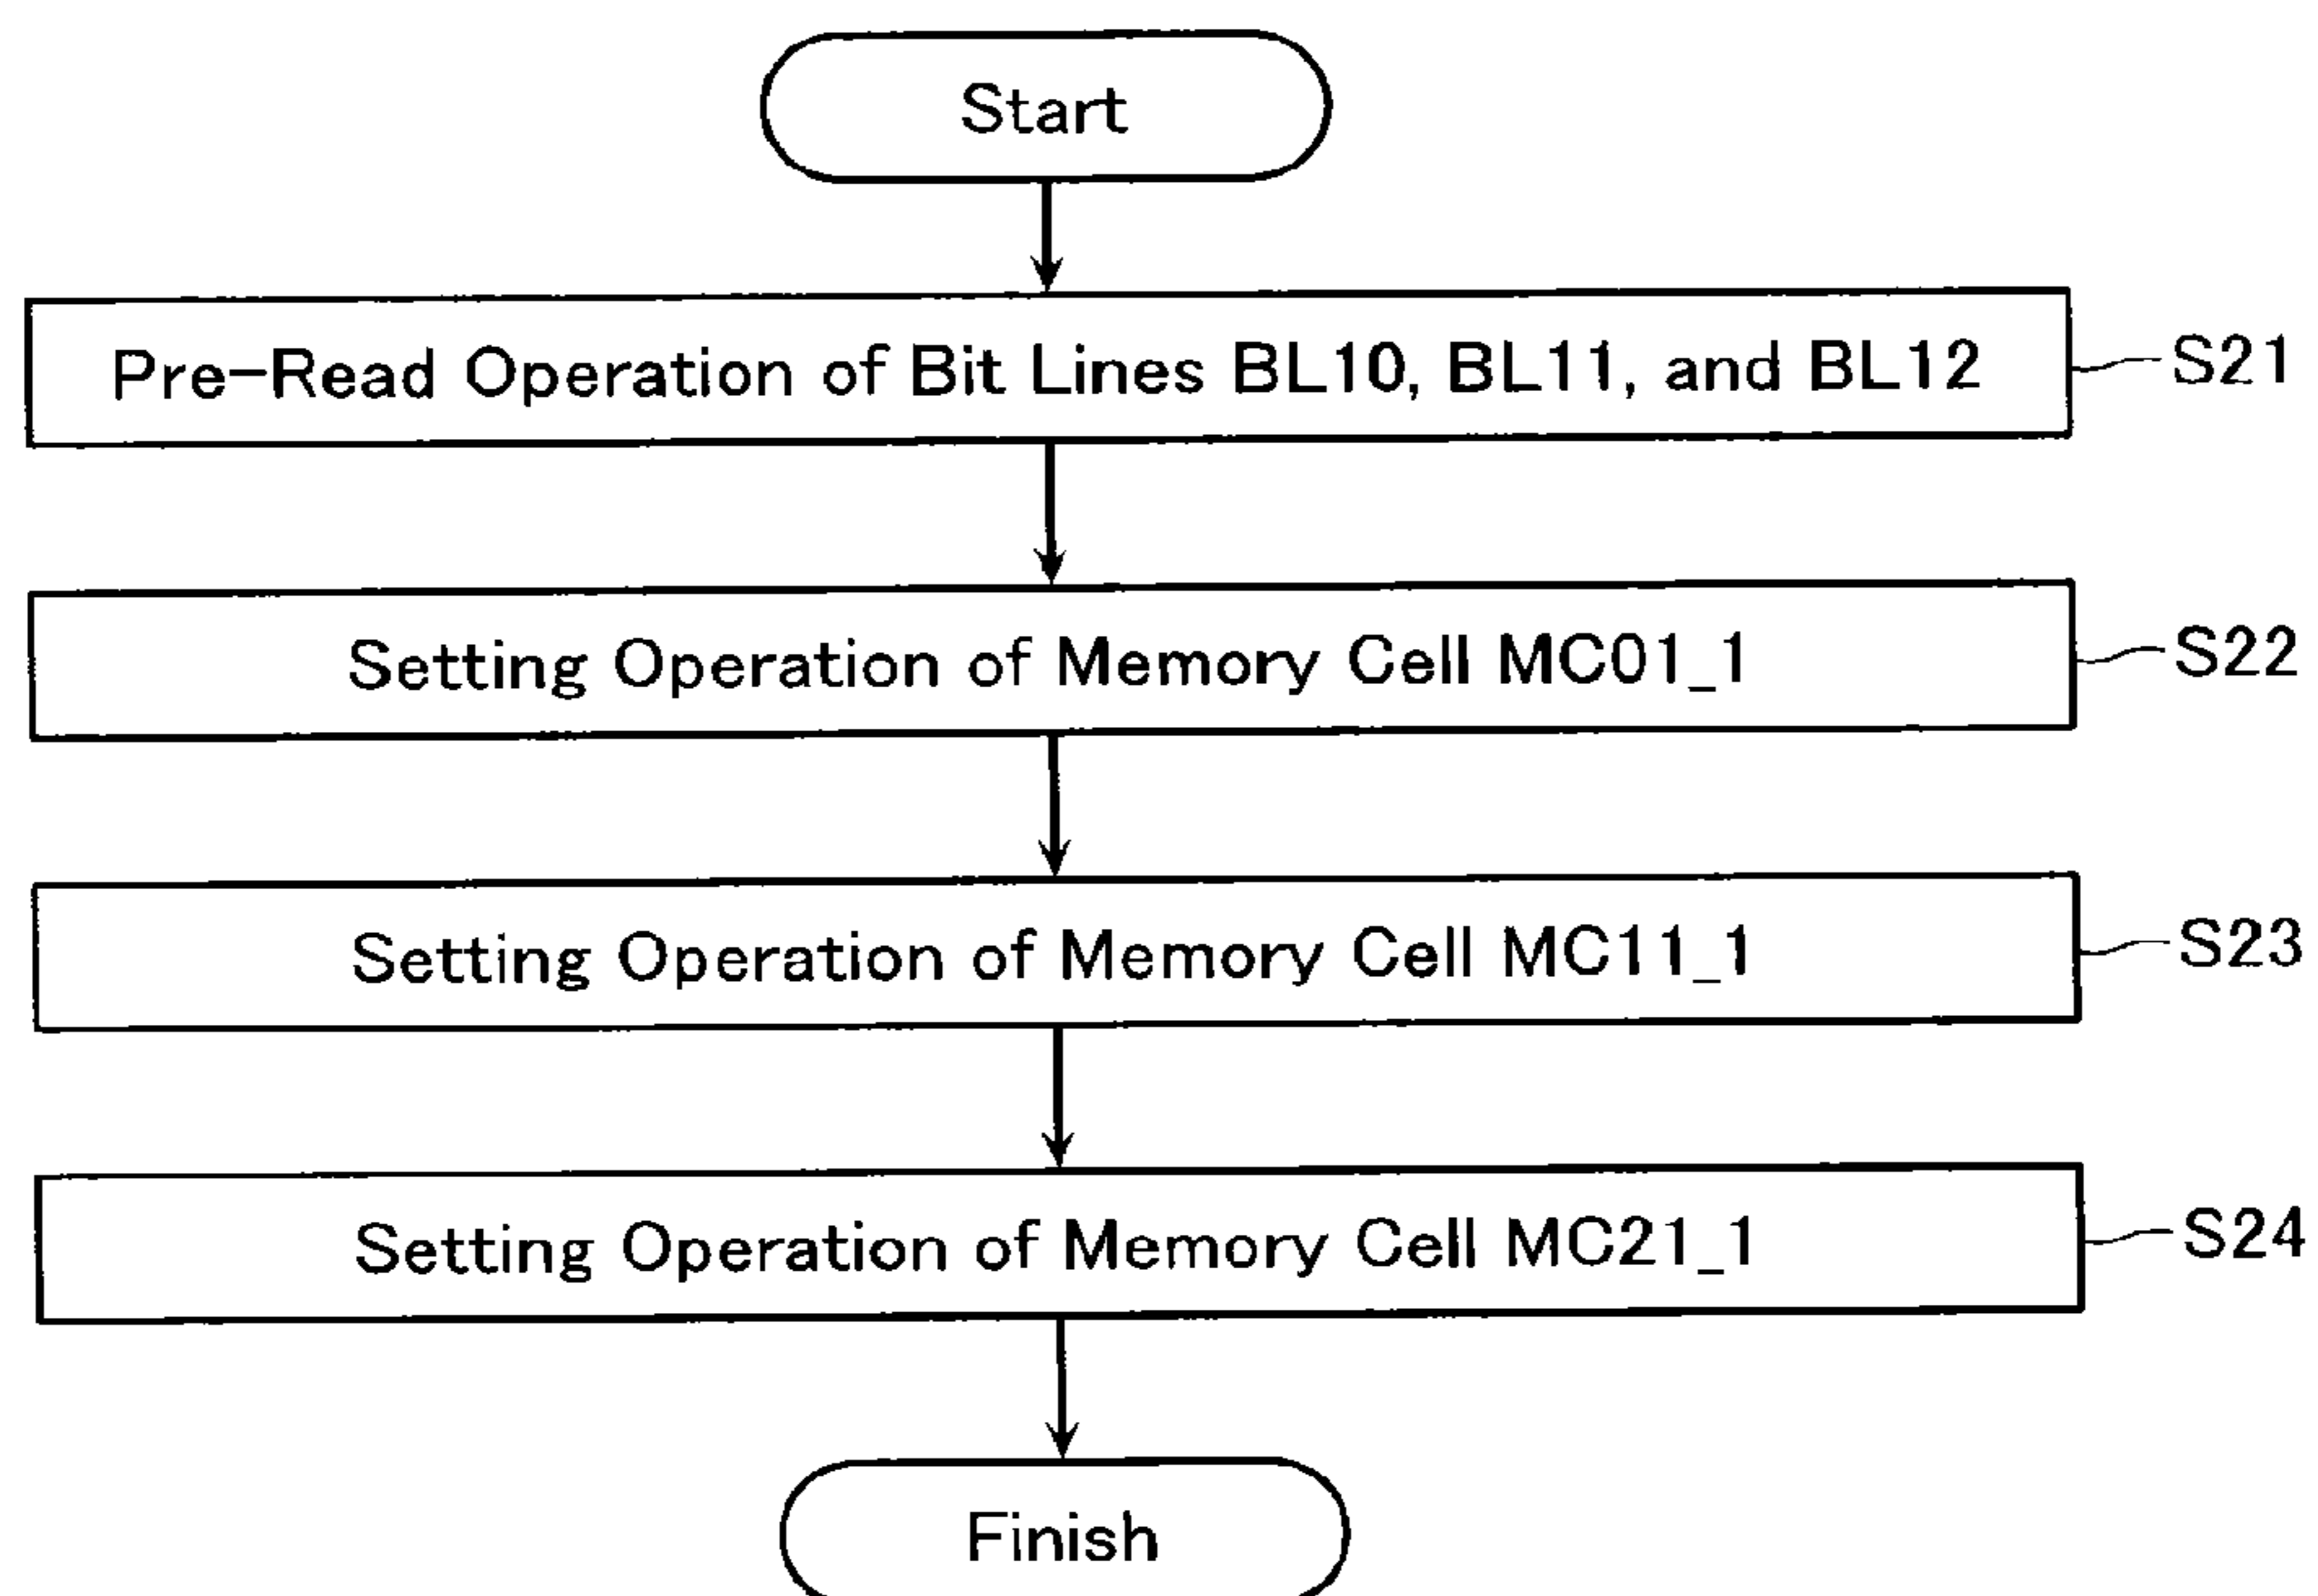 Start
Pre-Read Operation of Bit Lines BL10, BL11, and BL12
S21
Setting Operation of Memory Cell MC01_1
S22
Setting Operation of Memory Cell MC11_1
S23
Setting Operation of Memory Cell MC21_1
S24
Finish